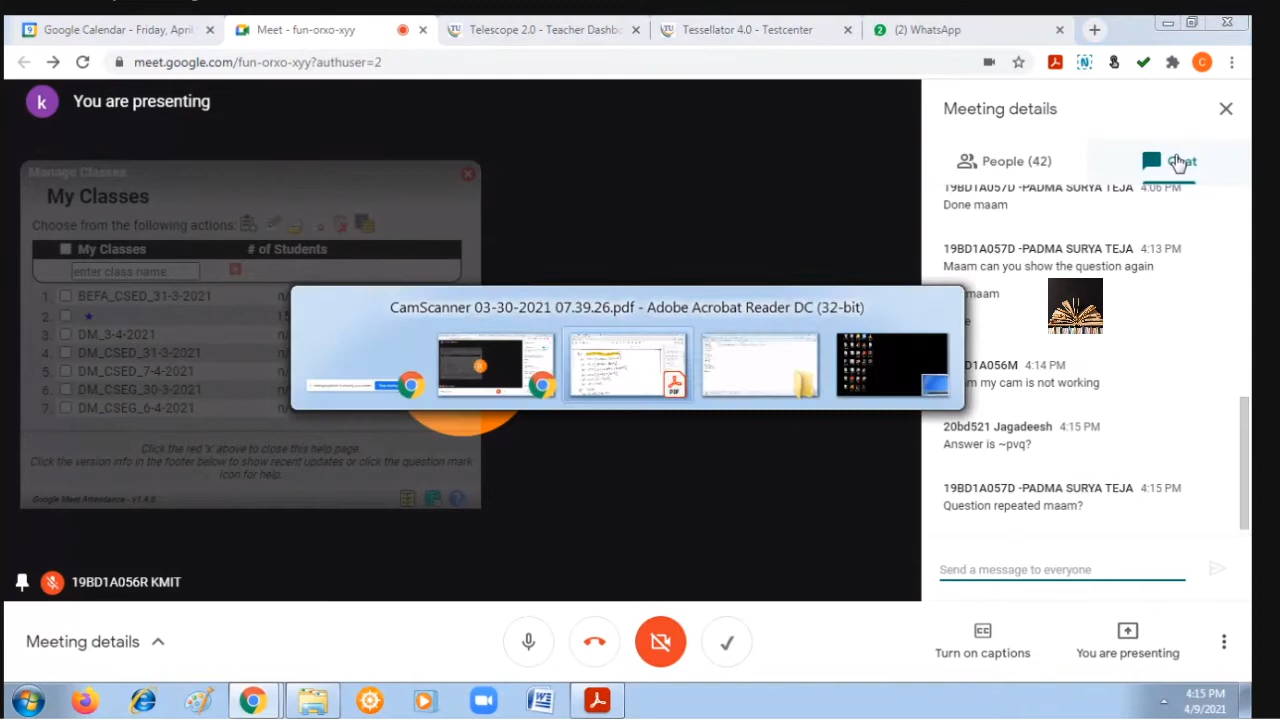 Google Calendar - Friday, April
Meet - fun-orxo-xyy
Telescope 2.0 - Teacher Dashbo
Tessellator 4.0 - Testcenter
(2) WhatsApp
meet.google.com/fun-orxo-xyy?authuser=2
k
You are presenting
Manage Classes
My Classes
Choose from the following actions:
My Classes # of Students
enter class name
1. BEFA_CSED_31-3-2021
2.
3. DM_3-4-2021
4. DM_CSED_31-3-2021
5. DM_CSED_7-4-2021
6. DM_CSEG_30-3-2021
7. DM_CSEG_6-4-2021
Click the red 'x' above to close this help page.
Click the version info in the footer below to show recent updates or click the question mark
icon for help.
Google Meet Attendance - v1.4.6
CamScanner 03-30-2021 07.39.26.pdf - Adobe Acrobat Reader DC (32-bit)
19BD1A056R KMIT
Meeting details
People (42)
Chat
19BD1A057D -PADMA SURYA TEJA 4:06 PM
Done maam
19BD1A057D -PADMA SURYA TEJA 4:13 PM
Maam can you show the question again
maam
D1A056M 4:14 PM
my cam is not working
20bd521 Jagadeesh 4:15 PM
Answer is ~pvq?
19BD1A057D -PADMA SURYA TEJA 4:15 PM
Question repeated maam?
Send a message to everyone
Meeting details
Turn on captions
You are presenting
4:15 PM
4/9/2021